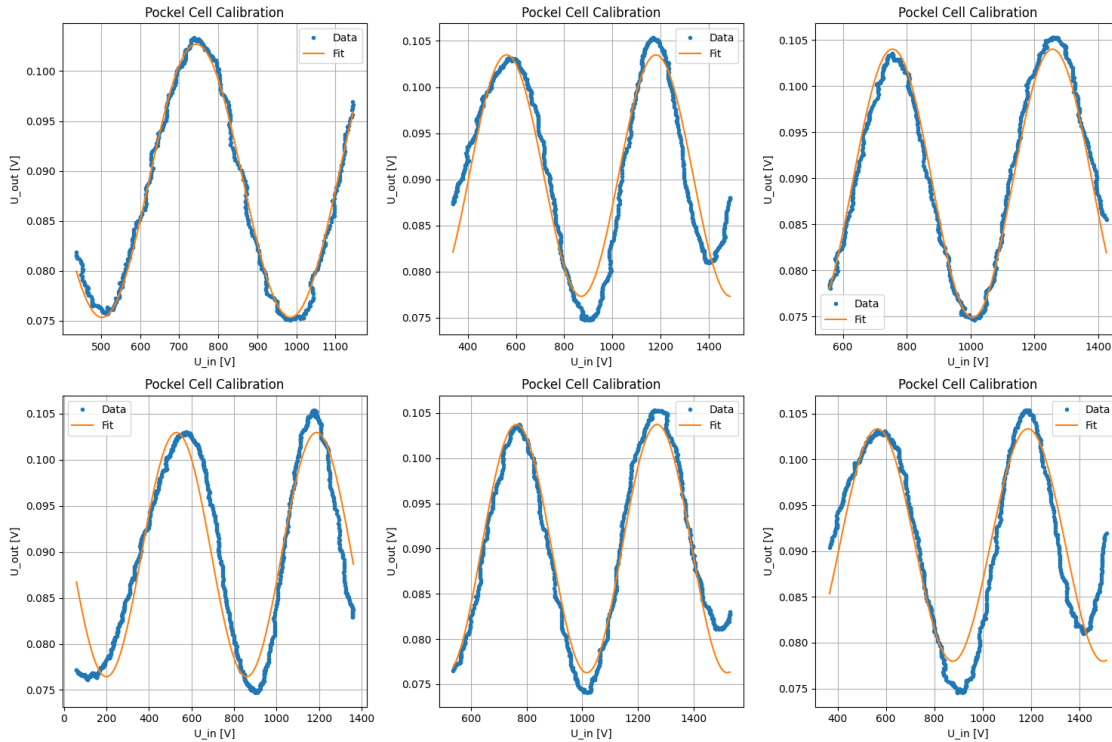 Pockel Cell Calibration
Data
Fit
U_out [V]
0.100
0.095
0.090
0.085
0.080
0.075
500 600 700 800 900 1000 1100
U_in [V]
Pockel Cell Calibration
Data
Fit
U_out [V]
0.105
0.100
0.095
0.090
0.085
0.080
0.075
400 600 800 1000 1200 1400
U_in [V]
Pockel Cell Calibration
Data
Fit
U_out [V]
0.105
0.100
0.095
0.090
0.085
0.080
0.075
600 800 1000 1200 1400
U_in [V]
Pockel Cell Calibration
Data
Fit
U_out [V]
0.105
0.100
0.095
0.090
0.085
0.080
0.075
0 200 400 600 800 1000 1200 1400
U_in [V]
Pockel Cell Calibration
Data
Fit
U_out [V]
0.105
0.100
0.095
0.090
0.085
0.080
0.075
600 800 1000 1200 1400
U_in [V]
Pockel Cell Calibration
Data
Fit
U_out [V]
0.105
0.100
0.095
0.090
0.085
0.080
0.075
400 600 800 1000 1200 1400
U_in [V]